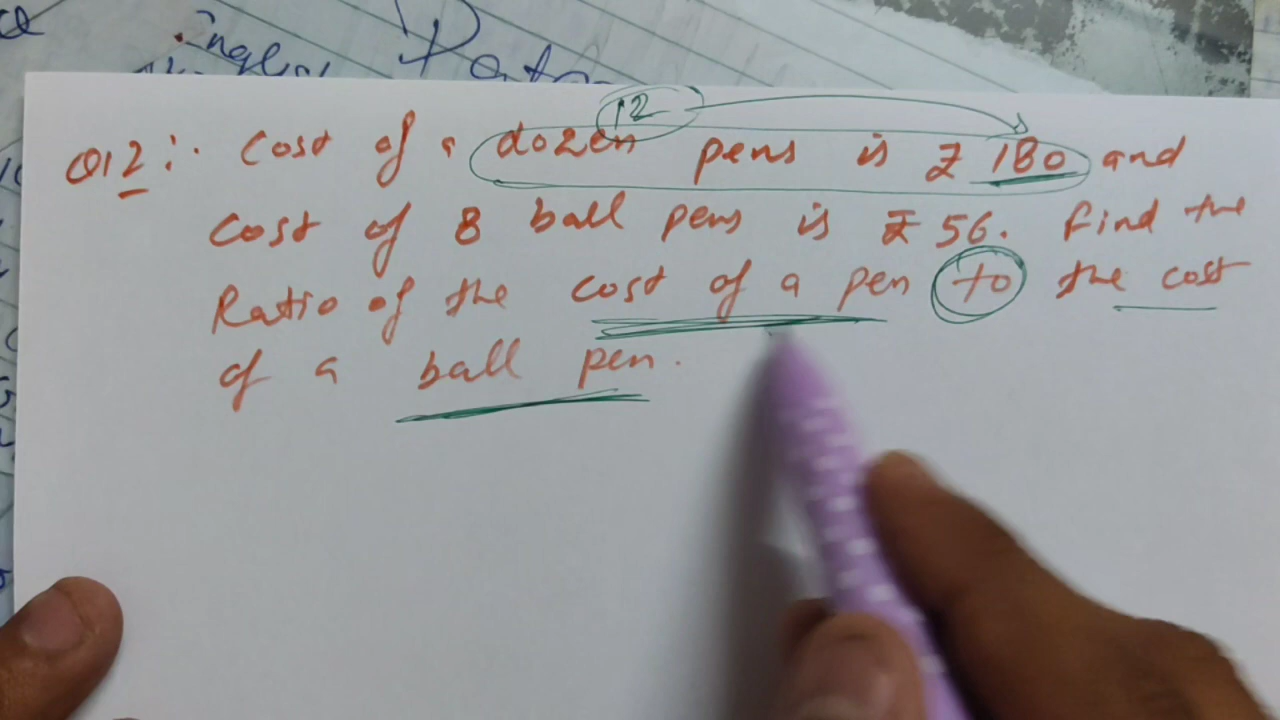 12
Q12:. Cost of a dozen pens is ₹ 180 and
Cost of 8 ball pens is ₹ 56. Find the
Ratio of the cost of a pen to the cost
of a ball pen.